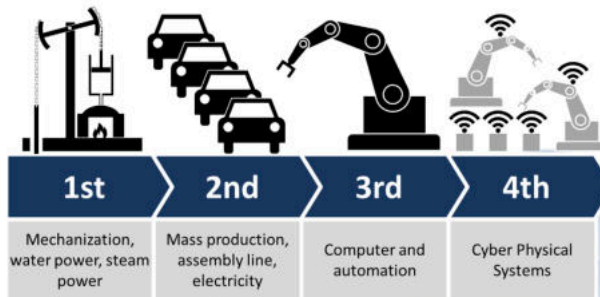 1st
2nd
3rd
4th
Mechanization,
water power, steam
power
Mass production,
assembly line,
electricity
Computer and
automation
Cyber Physical
Systems